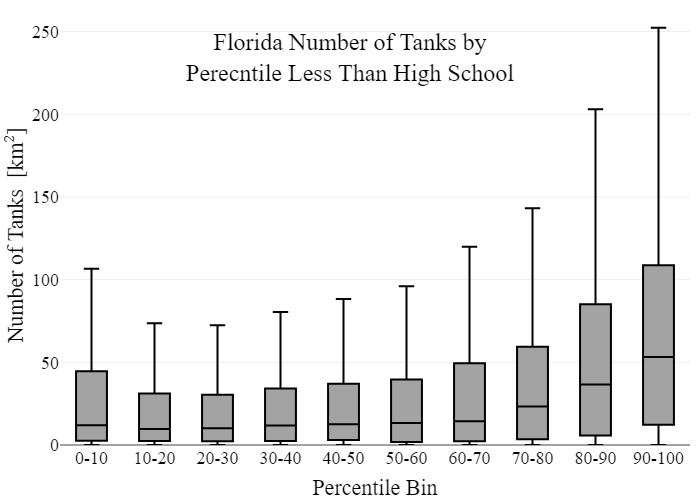 Florida Number of Tanks by
Perecntile Less Than High School
Number of Tanks [km²]
250
200
150
100
50
0
0-10 10-20 20-30 30-40 40-50 50-60 60-70 70-80 80-90 90-100
Percentile Bin